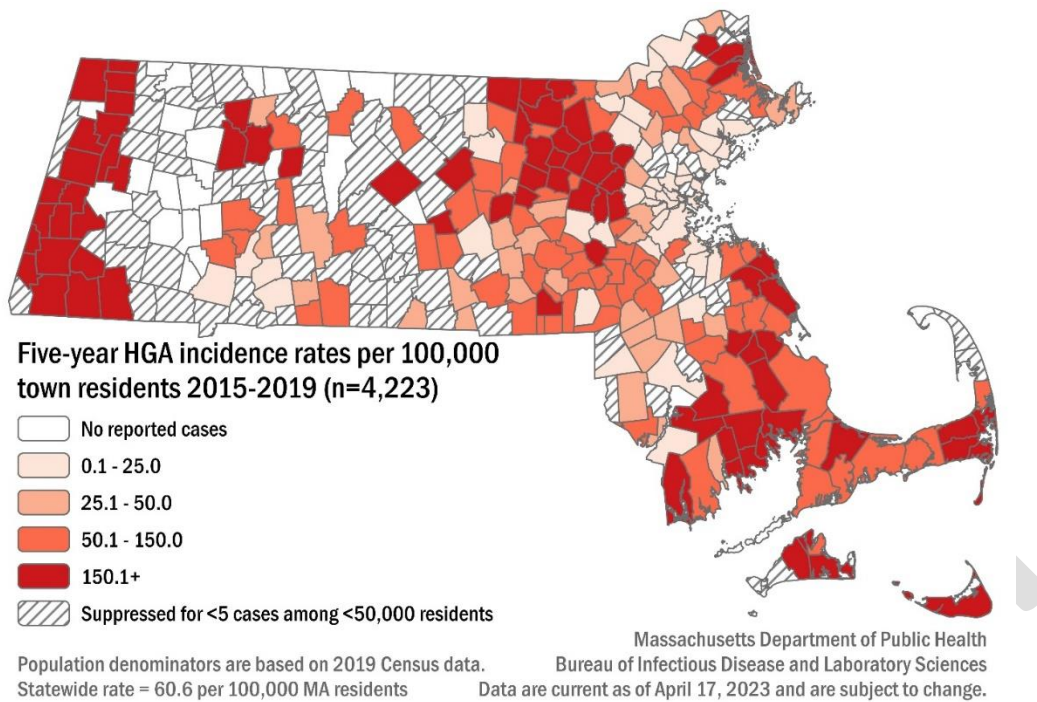 Five-year HGA incidence rates per 100,000
town residents 2015-2019 (n=4,223)
No reported cases
0.1 - 25.0
25.1 - 50.0
50.1 - 150.0
150.1+
Suppressed for <5 cases among <50,000 residents
Population denominators are based on 2019 Census data.
Statewide rate = 60.6 per 100,000 MA residents
Massachusetts Department of Public Health
Bureau of Infectious Disease and Laboratory Sciences
Data are current as of April 17, 2023 and are subject to change.